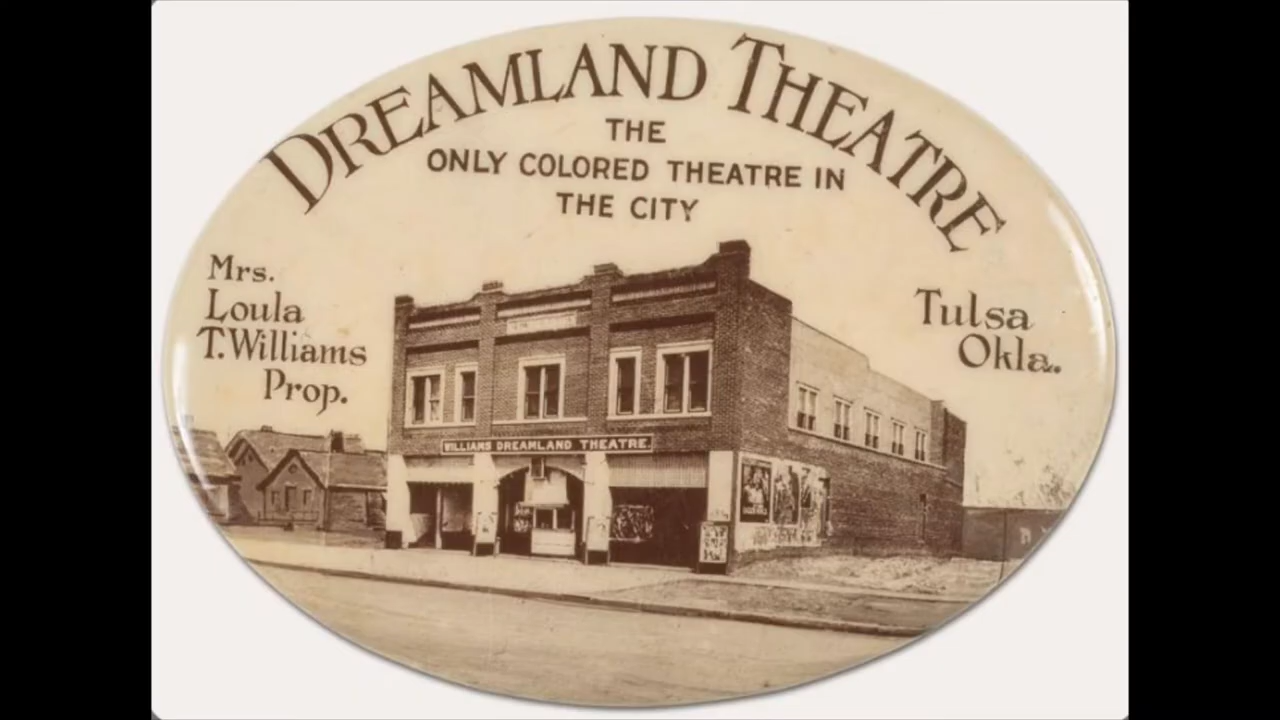 DREAMLAND THEATRE
THE
ONLY COLORED THEATRE IN
THE CITY
Mrs.
Loula
T. Williams
Prop.
Tulsa
Okla.
WILLIAMS DREAMLAND THEATRE.